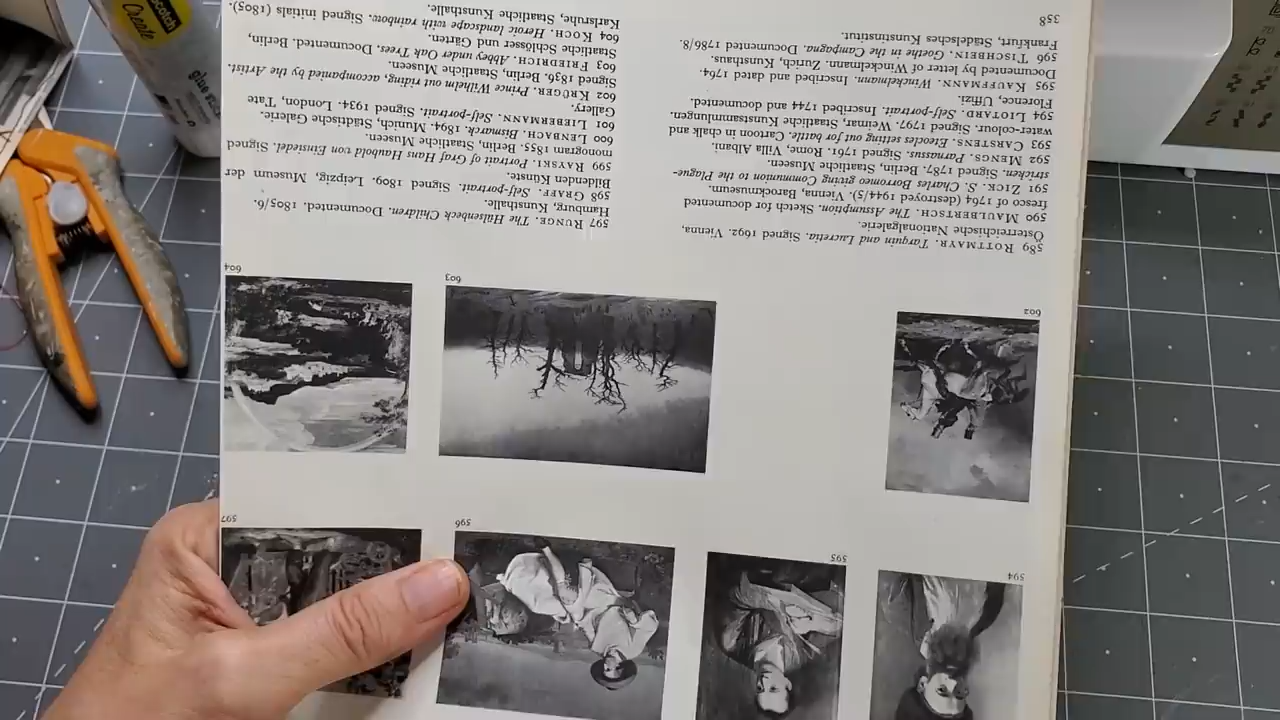 594
595
596
597
602
603
604
589 ROTTMAYR. Tarquin and Lucretia. Signed 1692. Vienna,
Österreichische Nationalgalerie.
590 MAULBERTSCH. The Assumption. Sketch for documented
fresco of 1764 (destroyed 1944/5). Vienna, Barockmuseum.
591 ZICK. S. Charles Borromeo giving Communion to the Plague-
stricken. Signed 1787. Berlin, Staatliche Museen.
592 MENGS. Parnassus. Signed 1761. Rome, Villa Albani.
593 CARSTENS. Eteocles setting out for battle. Cartoon in chalk and
water-colour. Signed 1797. Weimar, Staatliche Kunstsammlungen.
594 LIOTARD. Self-portrait. Inscribed 1744 and documented.
Florence, Uffizi.
595 KAUFFMANN. Winckelmann. Inscribed and dated 1764.
Documented by letter of Winckelmann. Zurich, Kunsthaus.
596 TISCHBEIN. Goethe in the Campagna. Documented 1786/8.
Frankfurt, Städelsches Kunstinstitut.
597 RUNGE. The Hülsenbeck Children. Documented. 1805/6.
Hamburg, Kunsthalle.
598 GRAFF. Self-portrait. Signed 1809. Leipzig, Museum der
Bildenden Künste.
599 RAYSKI. Portrait of Graf Hans Haubold von Einsiedel. Signed
monogram 1855. Berlin, Staatliche Museen.
600 LENBACH. Bismarck. 1894. Munich, Städtische Galerie.
601 LIEBERMANN. Self-portrait. Signed 1934. London, Tate
Gallery.
602 KRÜGER. Prince Wilhelm out riding, accompanied by the Artist.
Signed 1836. Berlin, Staatliche Museen.
603 FRIEDRICH. Abbey under Oak Trees. Documented. Berlin,
Staatliche Schlösser und Gärten.
604 KOCH. Heroic landscape with rainbow. Signed initials (1805).
Karlsruhe, Staatliche Kunsthalle.
358
Scotch
Create
glue stick